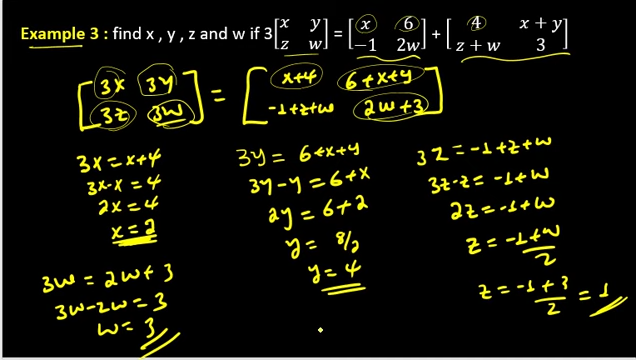 Example 3 : find x , y , z and w if 3[x y; z w] = [x 6; −1 2w] + [4 x + y; z + w 3]
[3x 3y; 3z 3w] = [x+4 6+x+y; -1+z+w 2w+3]
3x = x+4
3x-x = 4
2x = 4
x = 2
3w = 2w+3
3w-2w = 3
w = 3
3y = 6+x+y
3y-y = 6+x
2y = 6+2
y = 8/2
y = 4
3z = -1+z+w
3z-z = -1+w
2z = -1+w
z = -1+w/2
z = -1+3/2 = 1